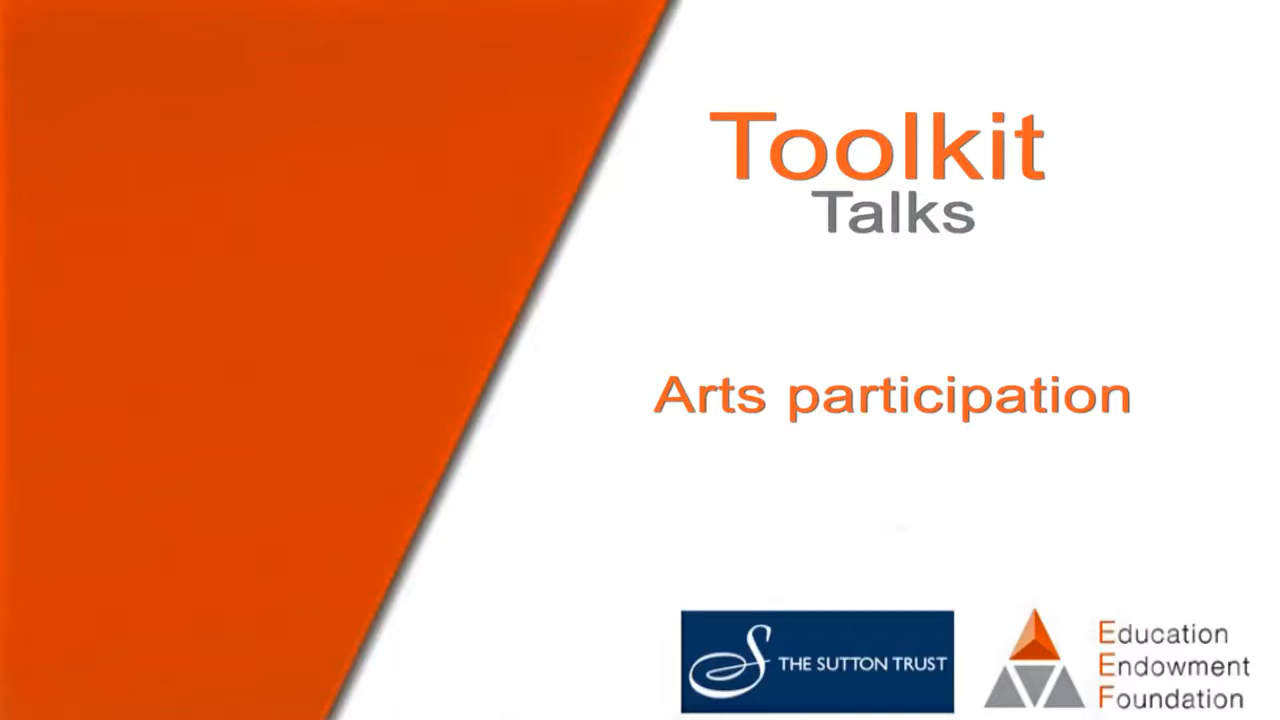 Toolkit
Talks
Arts participation
THE SUTTON TRUST
Education
Endowment
Foundation